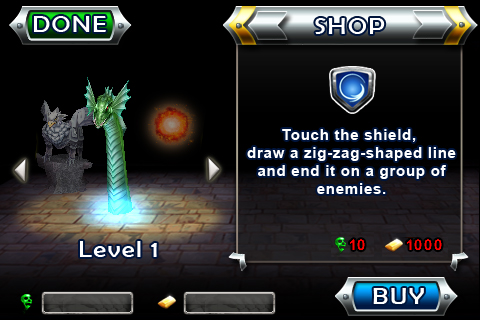 DONE
SHOP
Touch the shield,
draw a zig-zag-shaped line
and end it on a group of
enemies.
10 1000
Level 1
BUY